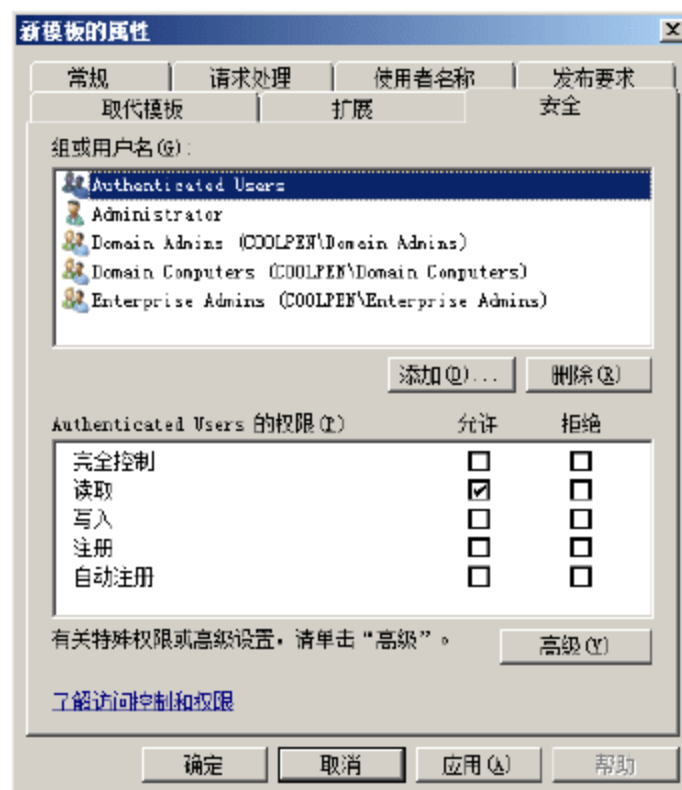 新模板的属性
常规 请求处理 使用者名称 发布要求
取代模板 扩展 安全
组或用户名(G):
Authenticated Users
Administrator
Domain Admins (COOLPEN\Domain Admins)
Domain Computers (COOLPEN\Domain Computers)
Enterprise Admins (COOLPEN\Enterprise Admins)
添加(D)... 删除(R)
Authenticated Users 的权限(P) 允许 拒绝
完全控制
读取
写入
注册
自动注册
有关特殊权限或高级设置，请单击“高级”。 高级(V)
了解访问控制和权限
确定 取消 应用(A) 帮助